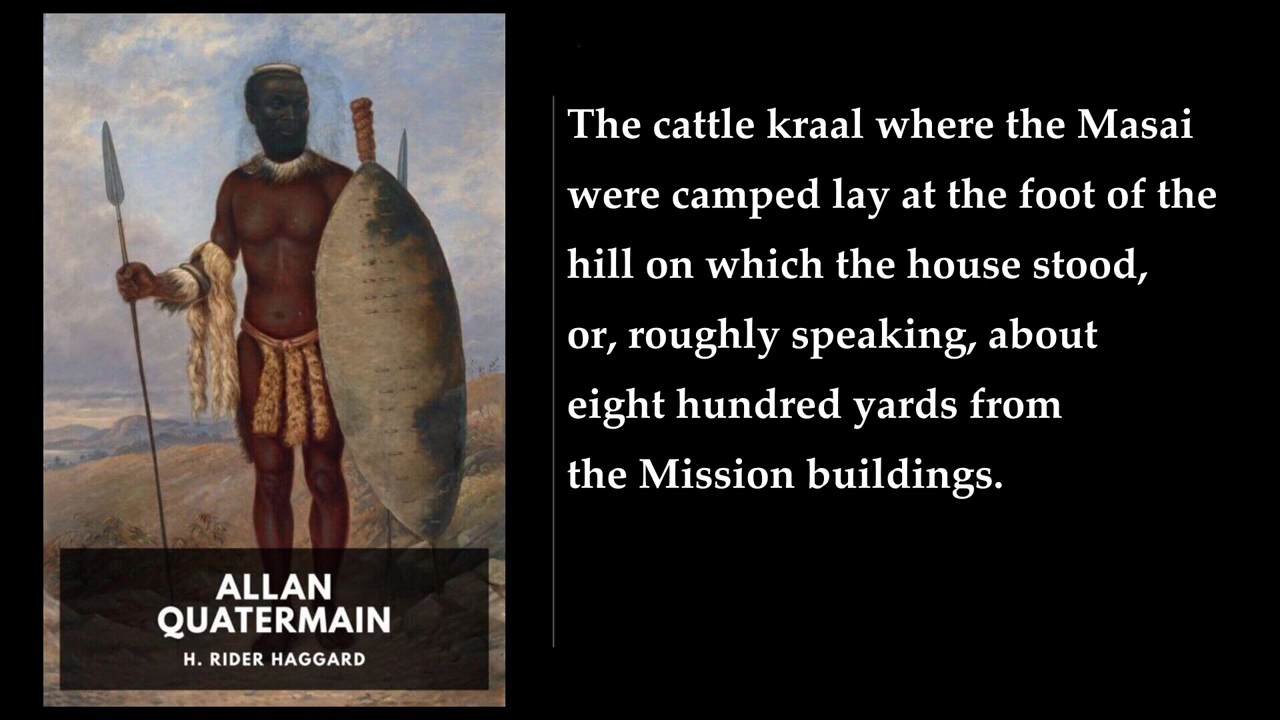 The cattle kraal where the Masai
were camped lay at the foot of the
hill on which the house stood,
or, roughly speaking, about
eight hundred yards from
the Mission buildings.
ALLAN
QUATERMAIN
H. RIDER HAGGARD